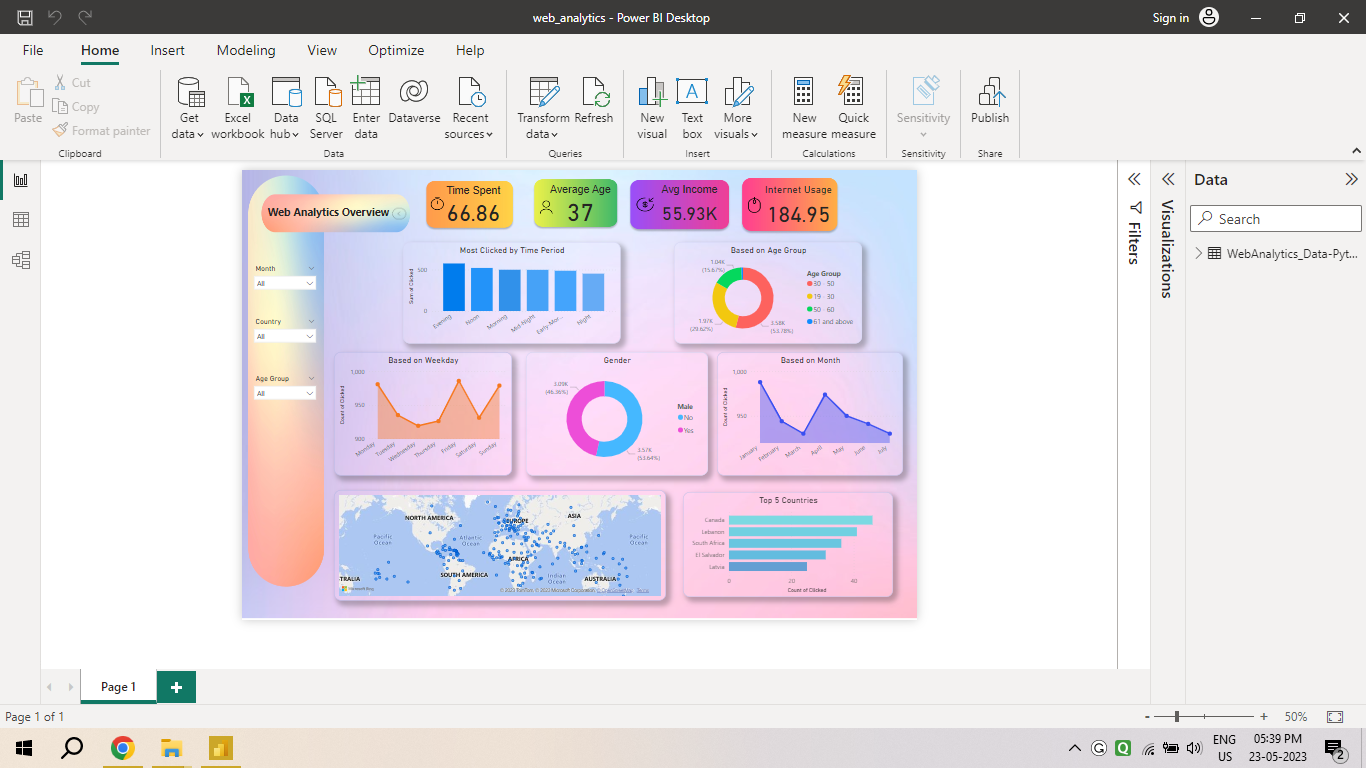 web_analytics - Power BI Desktop
Sign in
File Home Insert Modeling View Optimize Help
Paste
Cut
Copy
Format painter
Clipboard
Get data
Excel workbook
Data hub
SQL Server
Enter data
Dataverse
Recent sources
Data
Transform data
Refresh
Queries
New visual
Text box
More visuals
Insert
New measure
Quick measure
Calculations
Sensitivity
Sensitivity
Publish
Share
Web Analytics Overview
Time Spent
66.86
Average Age
37
Avg Income
55.93K
Internet Usage
184.95
Month
All
Country
All
Age Group
All
Most Clicked by Time Period
Sum of Clicked
500
0
Evening
Noon
Morning
Mid-Night
Early-Mor...
Night
Based on Age Group
1.04K
(15.67%)
1.97K
(29.62%)
3.58K
(53.78%)
Age Group
30 - 50
19 - 30
50 - 60
61 and above
Based on Weekday
Count of Clicked
1,000
950
900
Monday
Tuesday
Wednesday
Thursday
Friday
Saturday
Sunday
Gender
3.09K
(46.36%)
3.57K
(53.64%)
Male
No
Yes
Based on Month
Count of Clicked
1,000
950
January
February
March
April
May
June
July
NORTH AMERICA
EUROPE
ASIA
Pacific
Ocean
Atlantic
Ocean
Pacific
Ocean
AFRICA
TRALIA
SOUTH AMERICA
Indian
Ocean
AUSTRALIA
Microsoft Bing
© 2023 TomTom, © 2023 Microsoft Corporation, © OpenStreetMap Terms
Top 5 Countries
Canada
Lebanon
South Africa
El Salvador
Latvia
0 20 40
Count of Clicked
Filters
Visualizations
Data
Search
WebAnalytics_Data-Pyt...
Page 1
Page 1 of 1
- + 50%
ENG
US
05:39 PM
23-05-2023
2